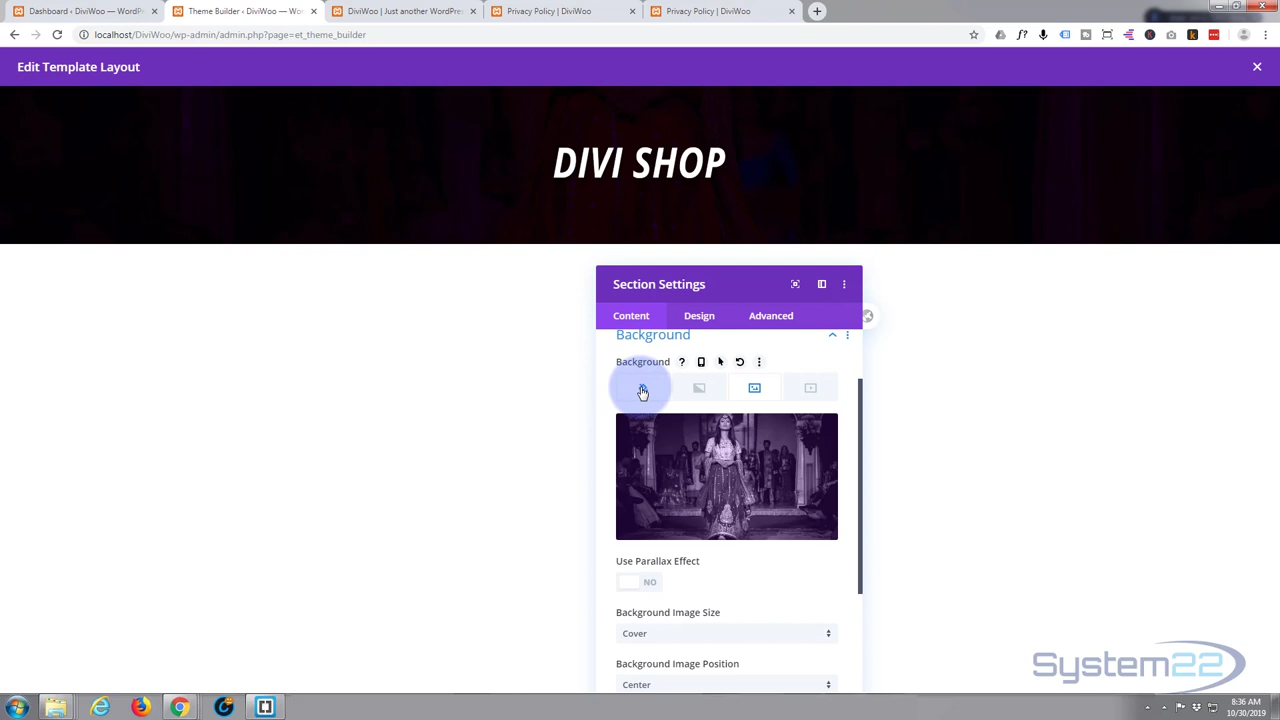 Dashboard ‹ DiviWoo — WordPr
Theme Builder ‹ DiviWoo — Wor
DiviWoo | Just another WordPres
Privacy Policy | DiviWoo
Privacy Policy | DiviWoo
localhost/DiviWoo/wp-admin/admin.php?page=et_theme_builder
Edit Template Layout
DIVI SHOP
Section Settings
Content
Design
Advanced
Background
Background
Use Parallax Effect
NO
Background Image Size
Cover
Background Image Position
Center
System22
8:36 AM
10/30/2019